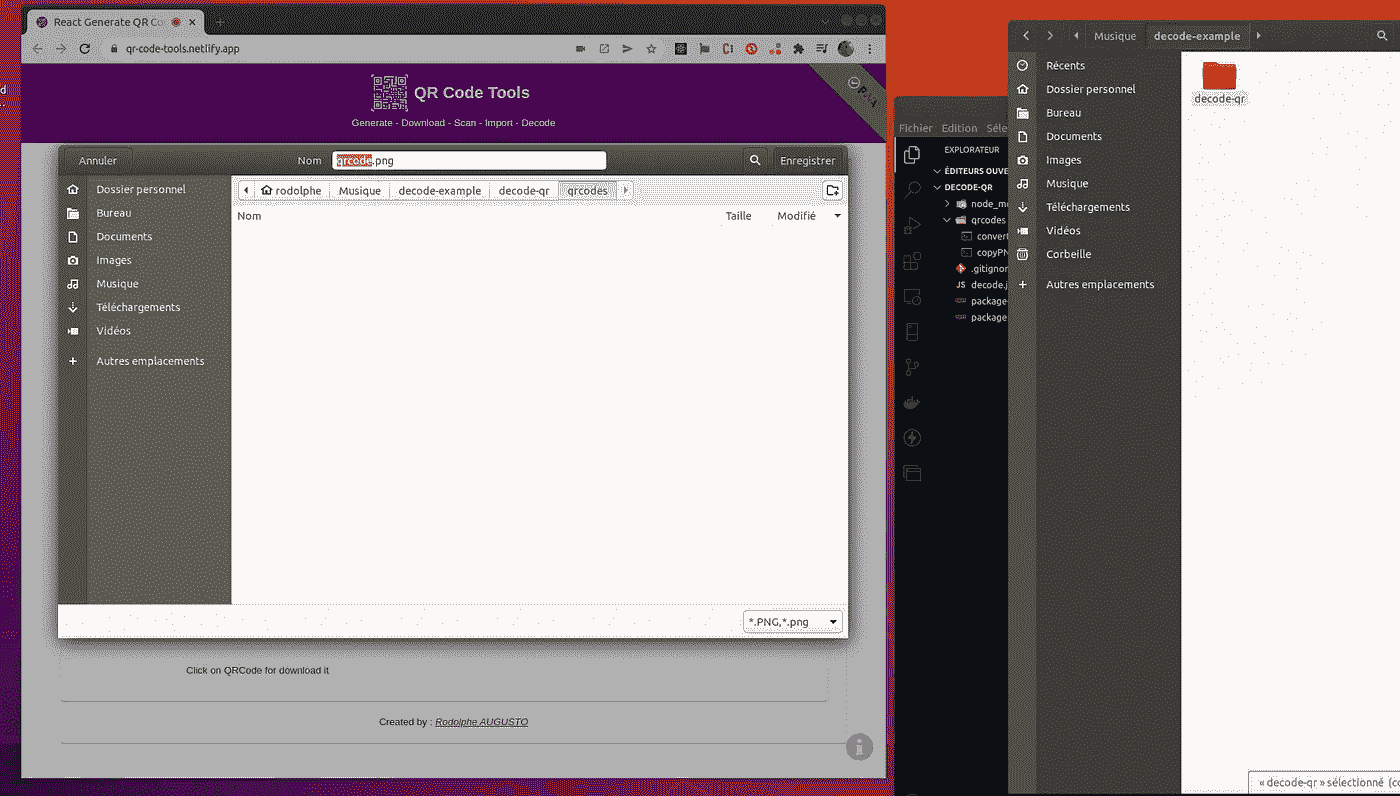 React Generate QR Co
qr-code-tools.netlify.app
QR Code Tools
Generate - Download - Scan - Import - Decode
Annuler
Nom
qrcode.png
Enregistrer
Dossier personnel
Bureau
Documents
Images
Musique
Téléchargements
Vidéos
Autres emplacements
rodolphe
Musique
decode-example
decode-qr
qrcodes
Nom
Taille
Modifié
*.PNG,*.png
Click on QRCode for download it
Created by : Rodolphe AUGUSTO
Fichier Edition Séle
EXPLORATEUR
ÉDITEURS OUVE
DECODE-QR
node_mo
qrcodes
convert
copyPN
.gitignor
JS decode.j
package
package
Musique
decode-example
Récents
Dossier personnel
Bureau
Documents
Images
Musique
Téléchargements
Vidéos
Corbeille
Autres emplacements
decode-qr
« decode-qr » sélectionné (co